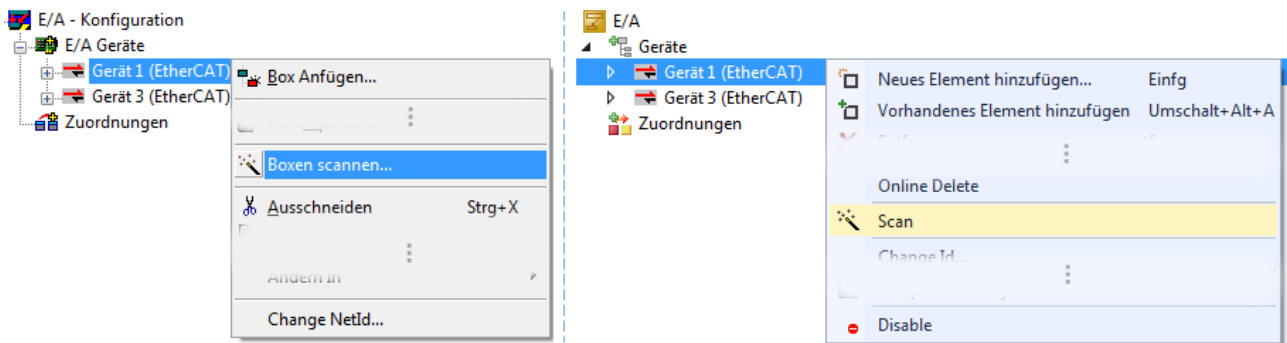 E/A - Konfiguration
E/A Geräte
Gerät 1 (EtherCAT)
Gerät 3 (EtherCAT)
Zuordnungen
Box Anfügen...
Boxen scannen...
Ausschneiden Strg+X
Ändern In
Change NetId...
E/A
Geräte
Gerät 1 (EtherCAT)
Gerät 3 (EtherCAT)
Zuordnungen
Neues Element hinzufügen... Einfg
Vorhandenes Element hinzufügen Umschalt+Alt+A
Online Delete
Scan
Change Id...
Disable